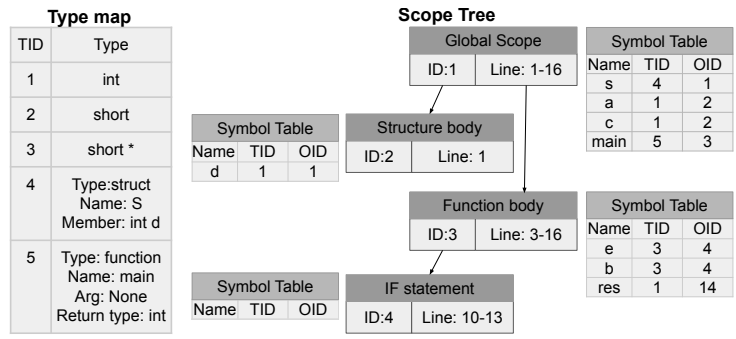 Type map
TID Type
1 int
2 short
3 short *
4 Type:struct
Name: S
Member: int d
5 Type: function
Name: main
Arg: None
Return type: int
Scope Tree
Global Scope
ID:1 Line: 1-16
Symbol Table
Name TID OID
s 4 1
a 1 2
c 1 2
main 5 3
Symbol Table
Name TID OID
d 1 1
Structure body
ID:2 Line: 1
Function body
ID:3 Line: 3-16
Symbol Table
Name TID OID
e 3 4
b 3 4
res 1 14
Symbol Table
Name TID OID
IF statement
ID:4 Line: 10-13